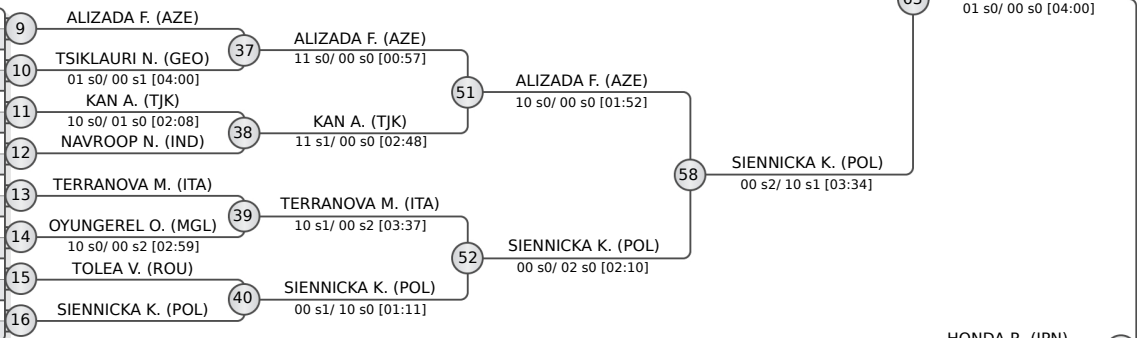 01 s0/ 00 s0 [04:00]
9
ALIZADA F. (AZE)
10
TSIKLAURI N. (GEO)
01 s0/ 00 s1 [04:00]
11
KAN A. (TJK)
10 s0/ 01 s0 [02:08]
12
NAVROOP N. (IND)
13
TERRANOVA M. (ITA)
14
OYUNGEREL O. (MGL)
10 s0/ 00 s2 [02:59]
15
TOLEA V. (ROU)
16
SIENNICKA K. (POL)
37
ALIZADA F. (AZE)
11 s0/ 00 s0 [00:57]
38
KAN A. (TJK)
11 s1/ 00 s0 [02:48]
39
TERRANOVA M. (ITA)
10 s1/ 00 s2 [03:37]
40
SIENNICKA K. (POL)
00 s1/ 10 s0 [01:11]
51
ALIZADA F. (AZE)
10 s0/ 00 s0 [01:52]
52
SIENNICKA K. (POL)
00 s0/ 02 s0 [02:10]
58
SIENNICKA K. (POL)
00 s2/ 10 s1 [03:34]
HONDA R. (JPN)